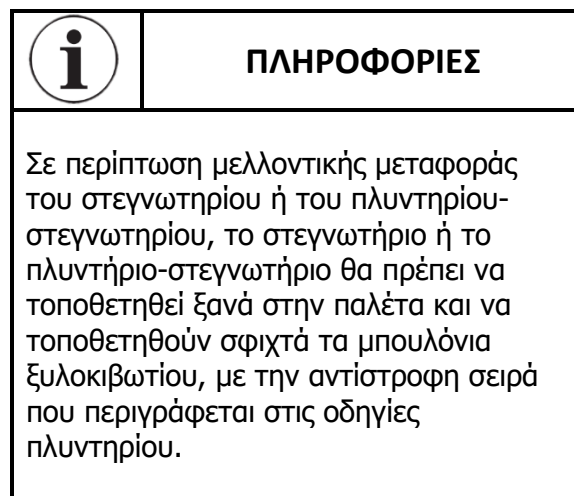 ΠΛΗΡΟΦΟΡΙΕΣ
Σε περίπτωση μελλοντικής μεταφοράς
του στεγνωτηρίου ή του πλυντηρίου-
στεγνωτηρίου, το στεγνωτήριο ή το
πλυντήριο-στεγνωτήριο θα πρέπει να
τοποθετηθεί ξανά στην παλέτα και να
τοποθετηθούν σφιχτά τα μπουλόνια
ξυλοκιβωτίου, με την αντίστροφη σειρά
που περιγράφεται στις οδηγίες
πλυντηρίου.